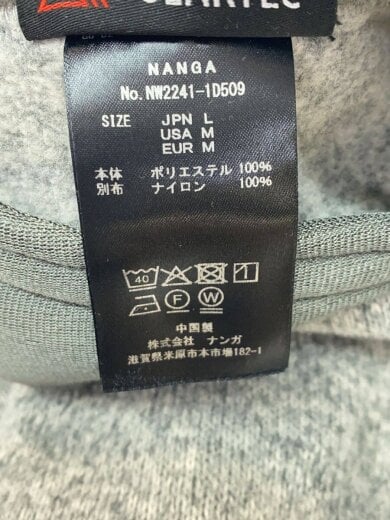 NANGA
No.NW2241-1D509
SIZE JPN L
USA M
EUR M
本体 ポリエステル 100%
別布 ナイロン 100%
40
F W
中国製
株式会社 ナンガ
滋賀県米原市本市場182-1